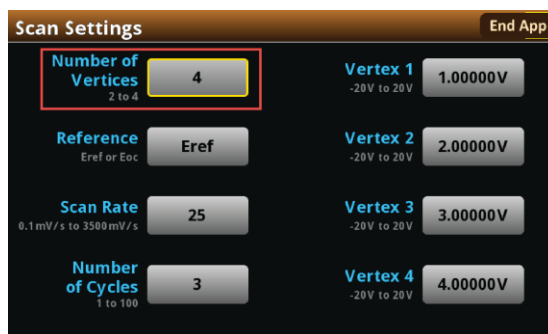 Scan Settings
End App
Number of
Vertices
2 to 4
4
Vertex 1
-20V to 20V
1.00000V
Reference
Eref or Eoc
Eref
Vertex 2
-20V to 20V
2.00000V
Scan Rate
0.1mV/s to 3500mV/s
25
Vertex 3
-20V to 20V
3.00000V
Number
of Cycles
1 to 100
3
Vertex 4
-20V to 20V
4.00000V